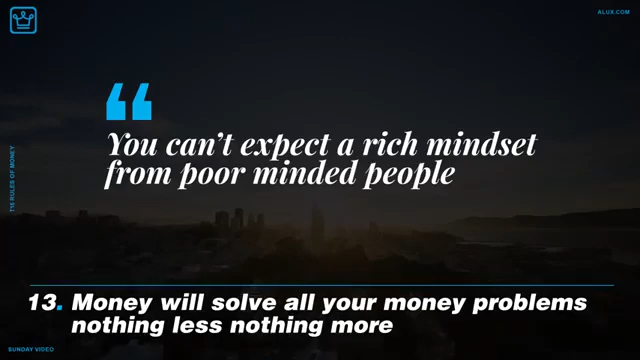 ALUX.COM
“
You can’t expect a rich mindset
from poor minded people
T18 RULES OF MONEY
13. Money will solve all your money problems
nothing less nothing more
SUNDAY VIDEO